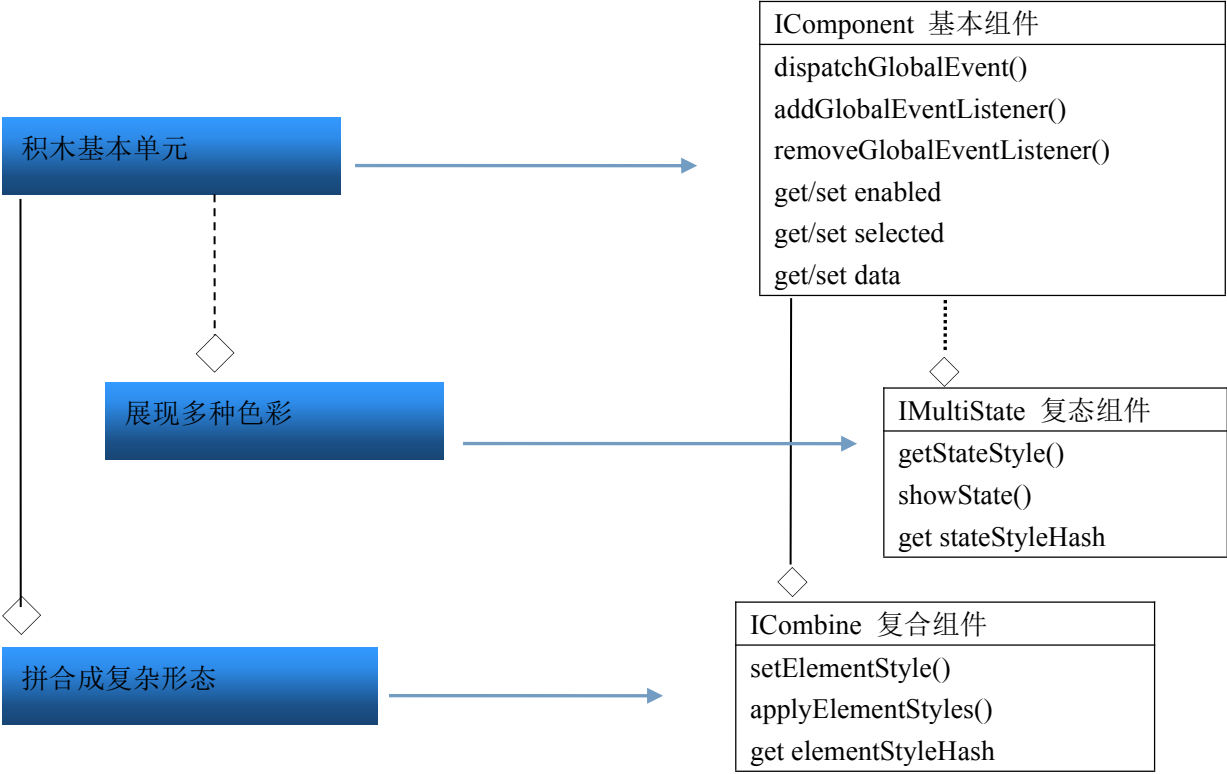 IComponent 基本组件
dispatchGlobalEvent()
addGlobalEventListener()
removeGlobalEventListener()
get/set enabled
get/set selected
get/set data
积木基本单元
展现多种色彩
IMultiState 复态组件
getStateStyle()
showState()
get stateStyleHash
拼合成复杂形态
ICombine 复合组件
setElementStyle()
applyElementStyles()
get elementStyleHash